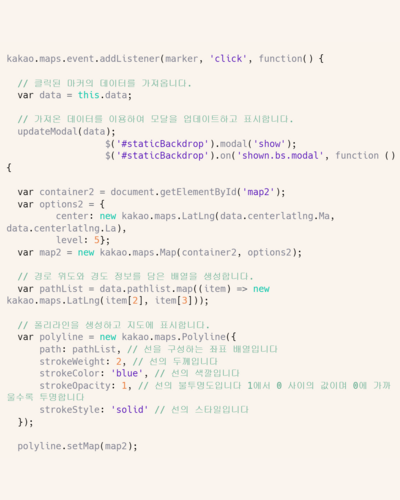 kakao.maps.event.addListener(marker, 'click', function() {
// 클릭된 마커의 데이터를 가져옵니다.
var data = this.data;
// 가져온 데이터를 이용하여 모달을 업데이트하고 표시합니다.
updateModal(data);
$('#staticBackdrop').modal('show');
$('#staticBackdrop').on('shown.bs.modal', function ()
{
var container2 = document.getElementById('map2');
var options2 = {
center: new kakao.maps.LatLng(data.centerlatlng.Ma,
data.centerlatlng.La),
level: 5};
var map2 = new kakao.maps.Map(container2, options2);
// 경로 위도와 경도 정보를 담은 배열을 생성합니다.
var pathList = data.pathlist.map((item) => new
kakao.maps.LatLng(item[2], item[3]));
// 폴리라인을 생성하고 지도에 표시합니다.
var polyline = new kakao.maps.Polyline({
path: pathList, // 선을 구성하는 좌표 배열입니다
strokeWeight: 2, // 선의 두께입니다
strokeColor: 'blue', // 선의 색깔입니다
strokeOpacity: 1, // 선의 불투명도입니다 1에서 0 사이의 값이며 0에 가까
울수록 투명합니다
strokeStyle: 'solid' // 선의 스타일입니다
});
polyline.setMap(map2);